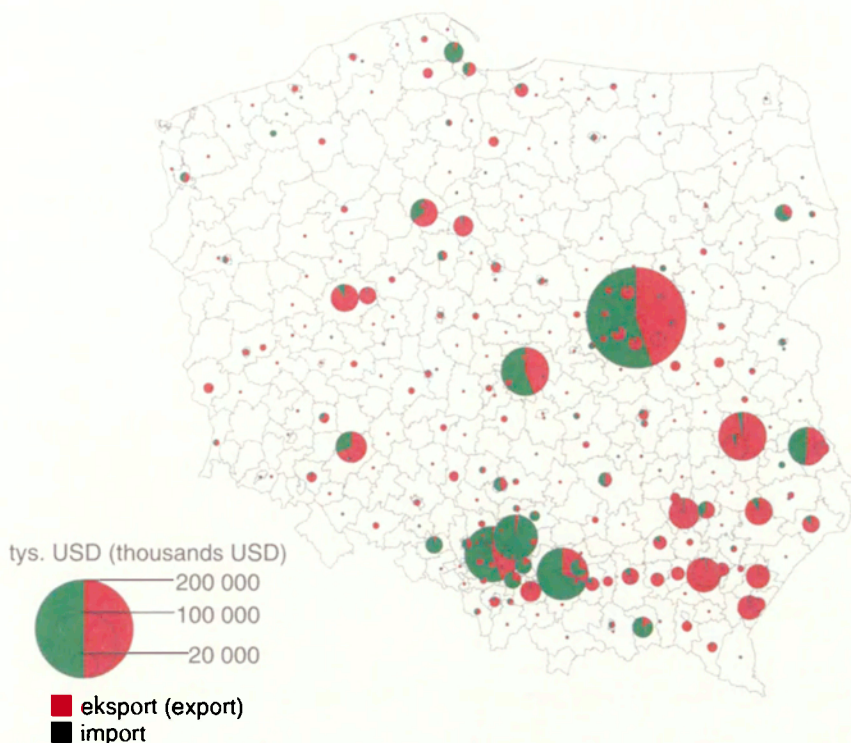 tys. USD (thousands USD)
200 000
100 000
20 000
eksport (export)
import